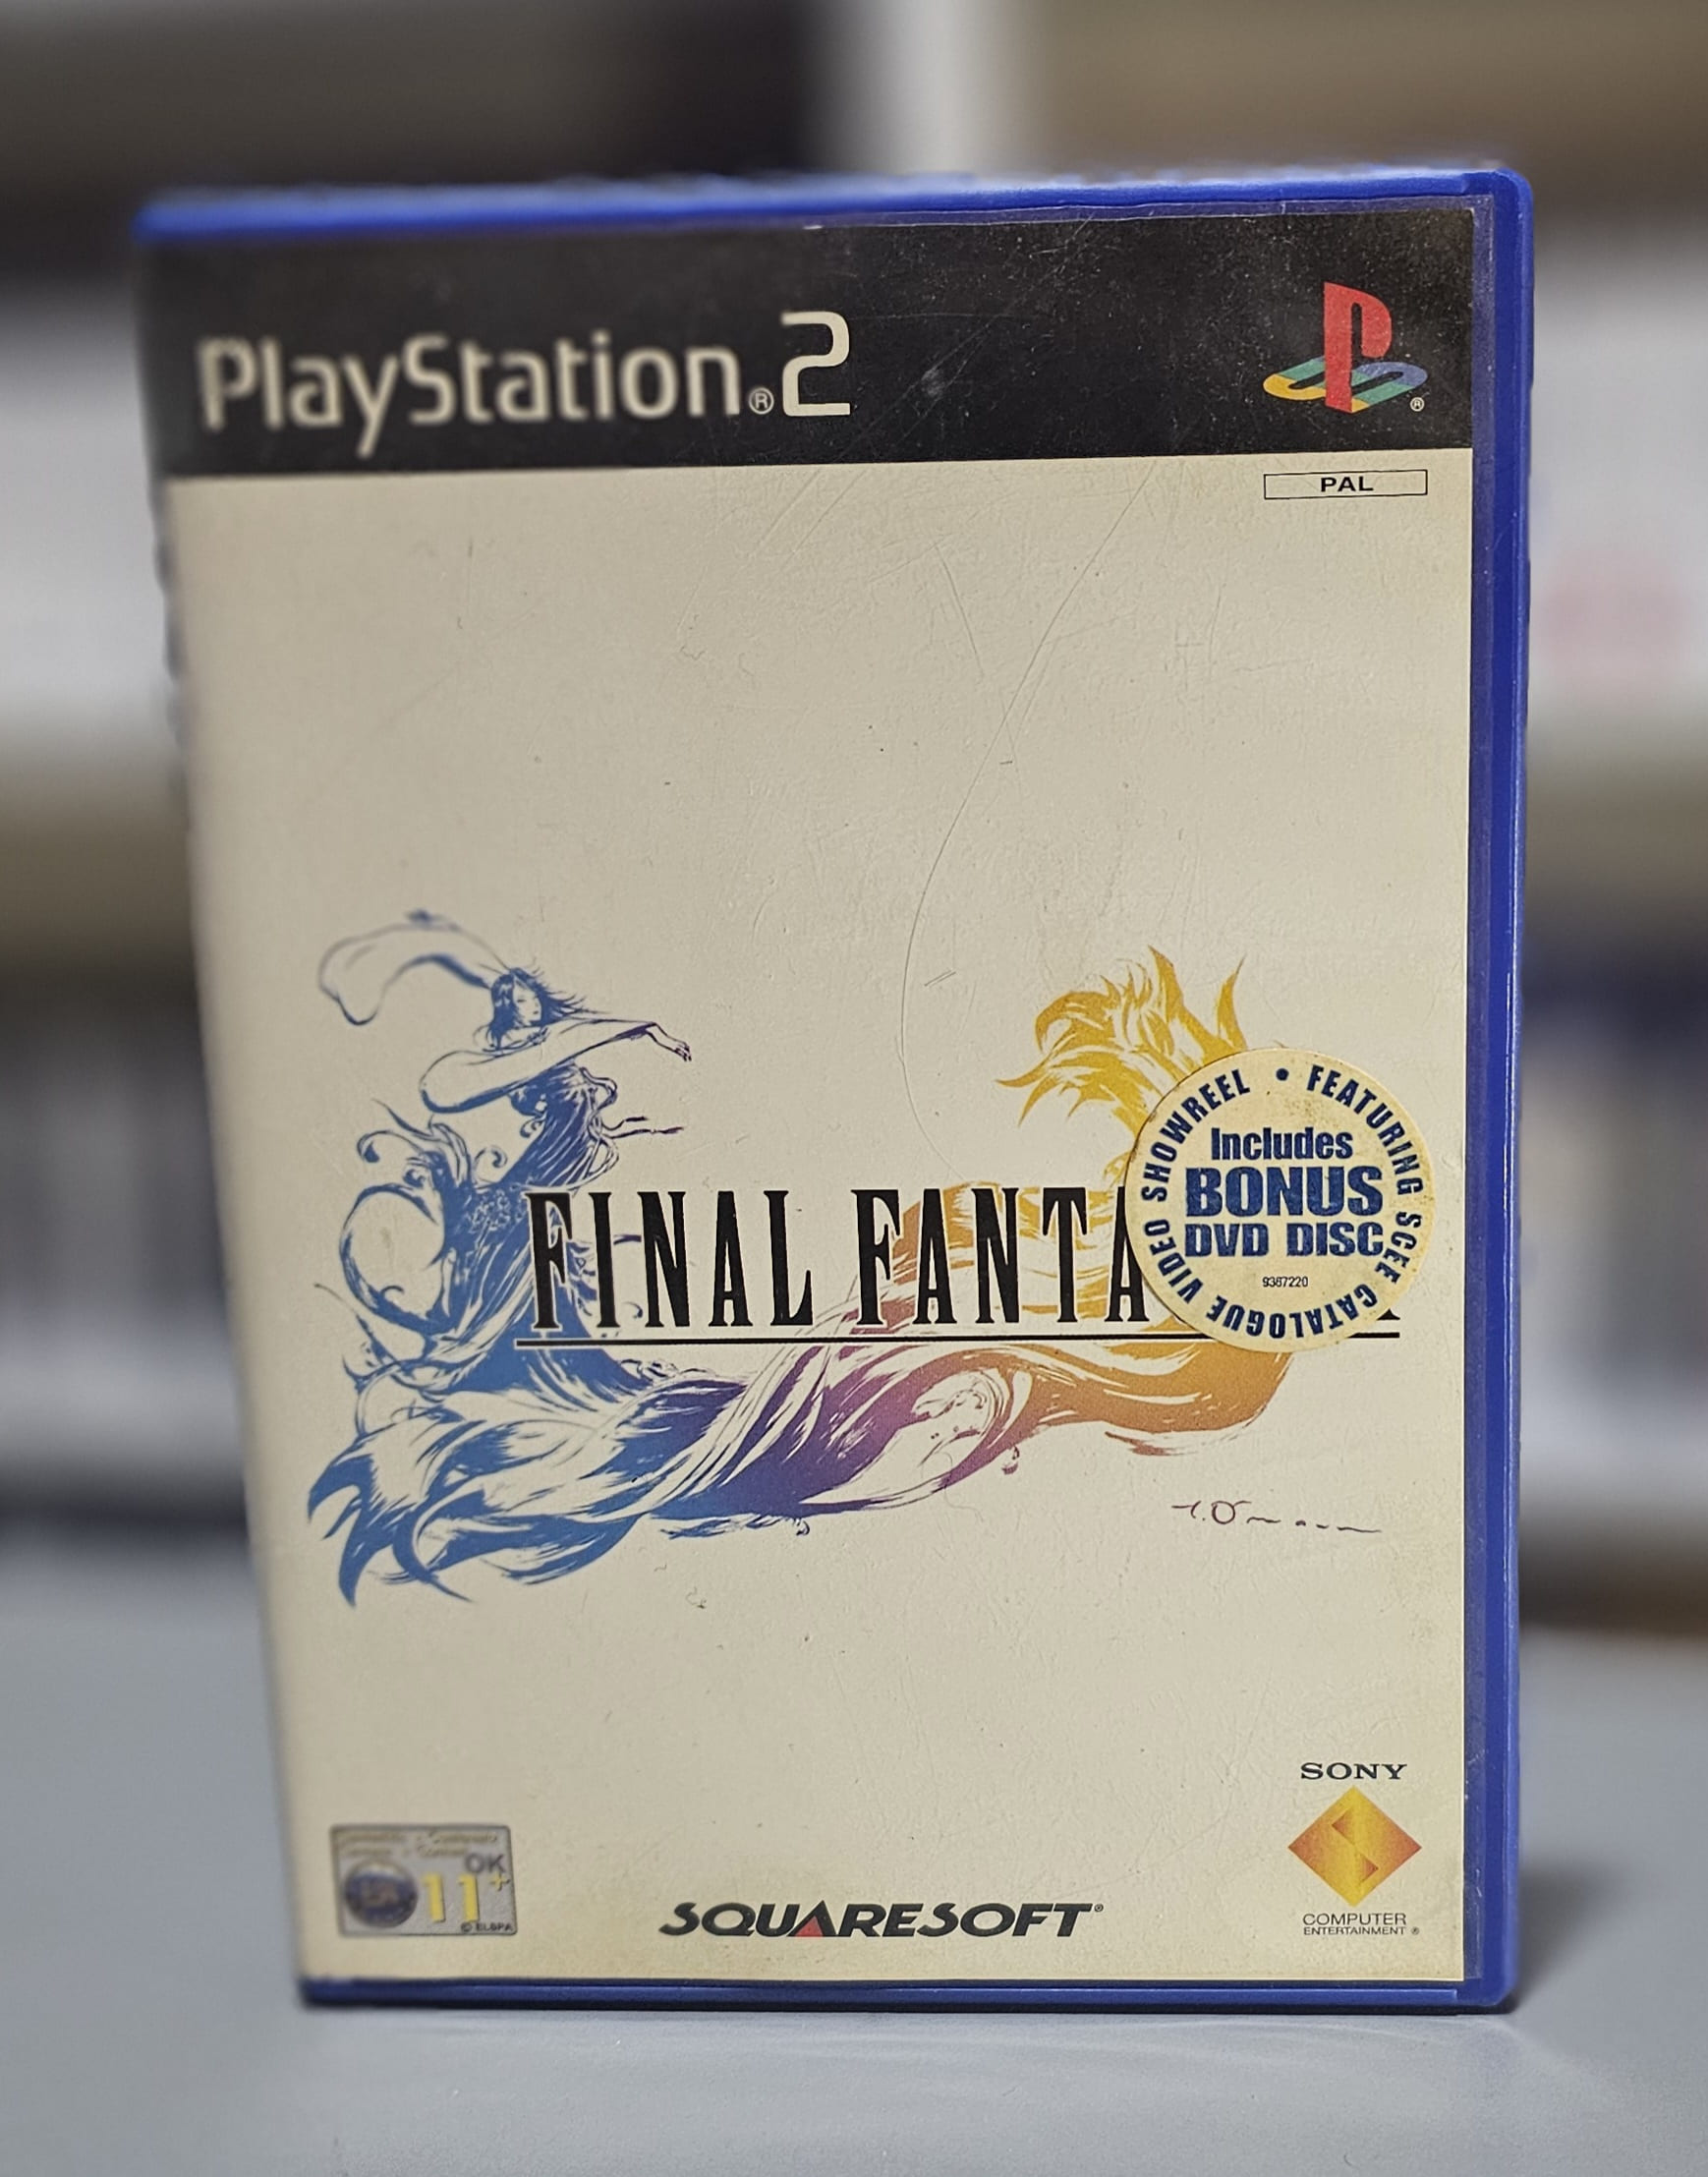 PlayStation®2
PAL
FINAL FANTA
VIDEO SHOWREEL • FEATURING SCEE CATALOGUE
Includes
BONUS
DVD DISC
9367220
SONY
OK
11+
© ELSPA
SQUARESOFT®
COMPUTER
ENTERTAINMENT ®